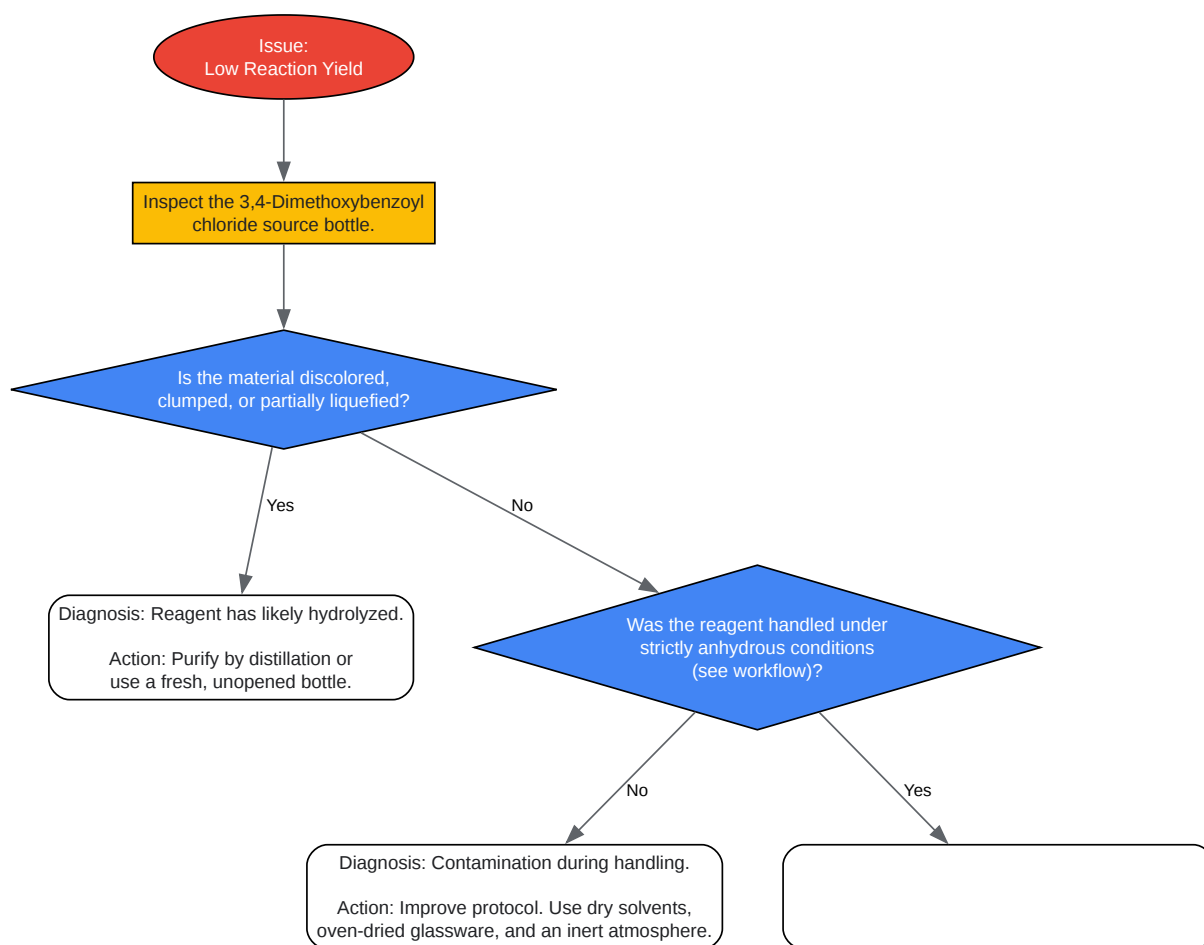 Issue:
Low Reaction Yield
Inspect the 3,4-Dimethoxybenzoyl
chloride source bottle.
Is the material discolored,
clumped, or partially liquefied?
Yes
No
Diagnosis: Reagent has likely hydrolyzed.
Action: Purify by distillation or
use a fresh, unopened bottle.
Was the reagent handled under
strictly anhydrous conditions
(see workflow)?
No
Yes
Diagnosis: Contamination during handling.
Action: Improve protocol. Use dry solvents,
oven-dried glassware, and an inert atmosphere.